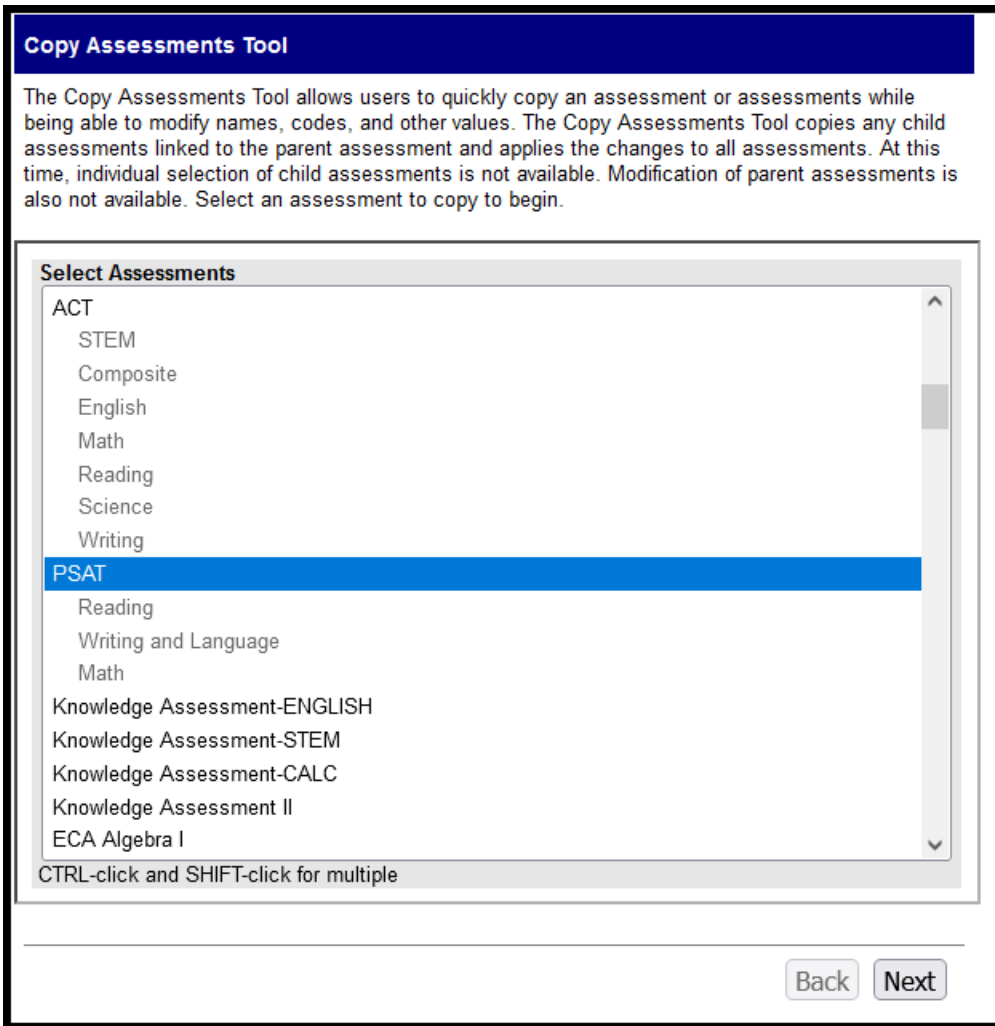 Copy Assessments Tool
The Copy Assessments Tool allows users to quickly copy an assessment or assessments while
being able to modify names, codes, and other values. The Copy Assessments Tool copies any child
assessments linked to the parent assessment and applies the changes to all assessments. At this
time, individual selection of child assessments is not available. Modification of parent assessments is
also not available. Select an assessment to copy to begin.
Select Assessments
ACT
STEM
Composite
English
Math
Reading
Science
Writing
PSAT
Reading
Writing and Language
Math
Knowledge Assessment-ENGLISH
Knowledge Assessment-STEM
Knowledge Assessment-CALC
Knowledge Assessment II
ECA Algebra I
CTRL-click and SHIFT-click for multiple
Back Next